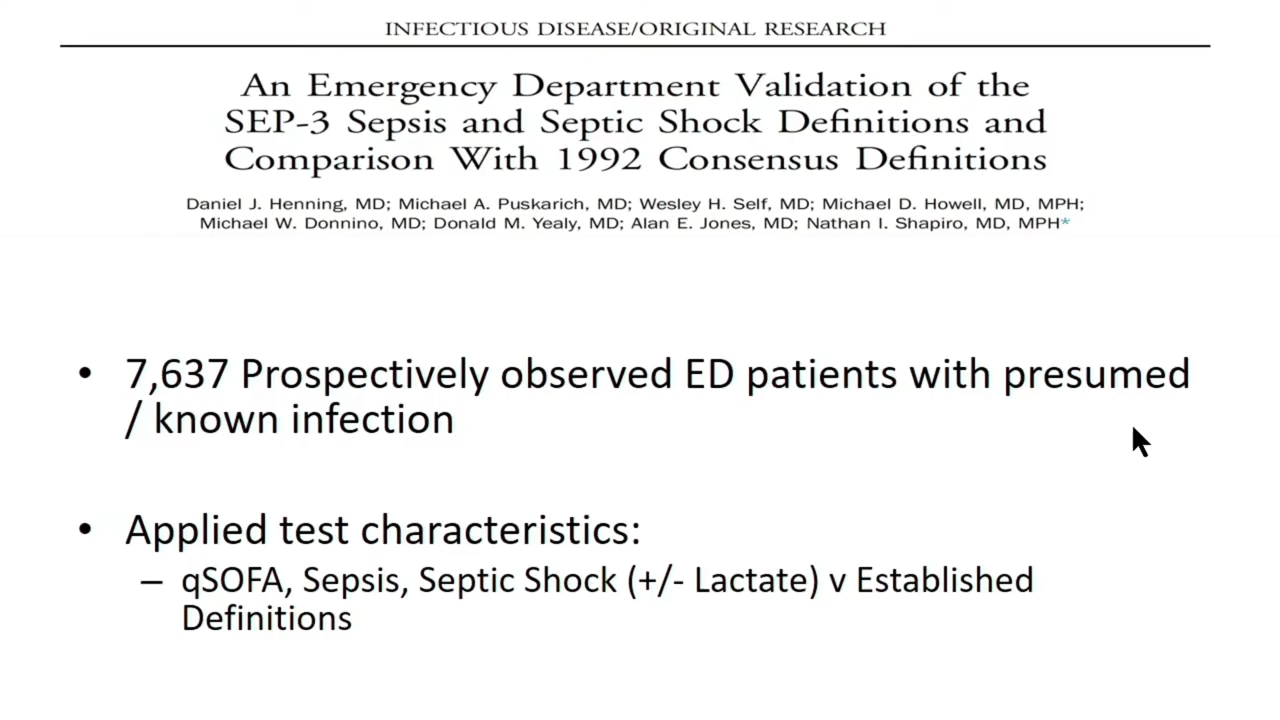 INFECTIOUS DISEASE/ORIGINAL RESEARCH
An Emergency Department Validation of the
SEP-3 Sepsis and Septic Shock Definitions and
Comparison With 1992 Consensus Definitions
Daniel J. Henning, MD; Michael A. Puskarich, MD; Wesley H. Self, MD; Michael D. Howell, MD, MPH;
Michael W. Donnino, MD; Donald M. Yealy, MD; Alan E. Jones, MD; Nathan I. Shapiro, MD, MPH*
• 7,637 Prospectively observed ED patients with presumed
/ known infection
• Applied test characteristics:
– qSOFA, Sepsis, Septic Shock (+/- Lactate) v Established
Definitions